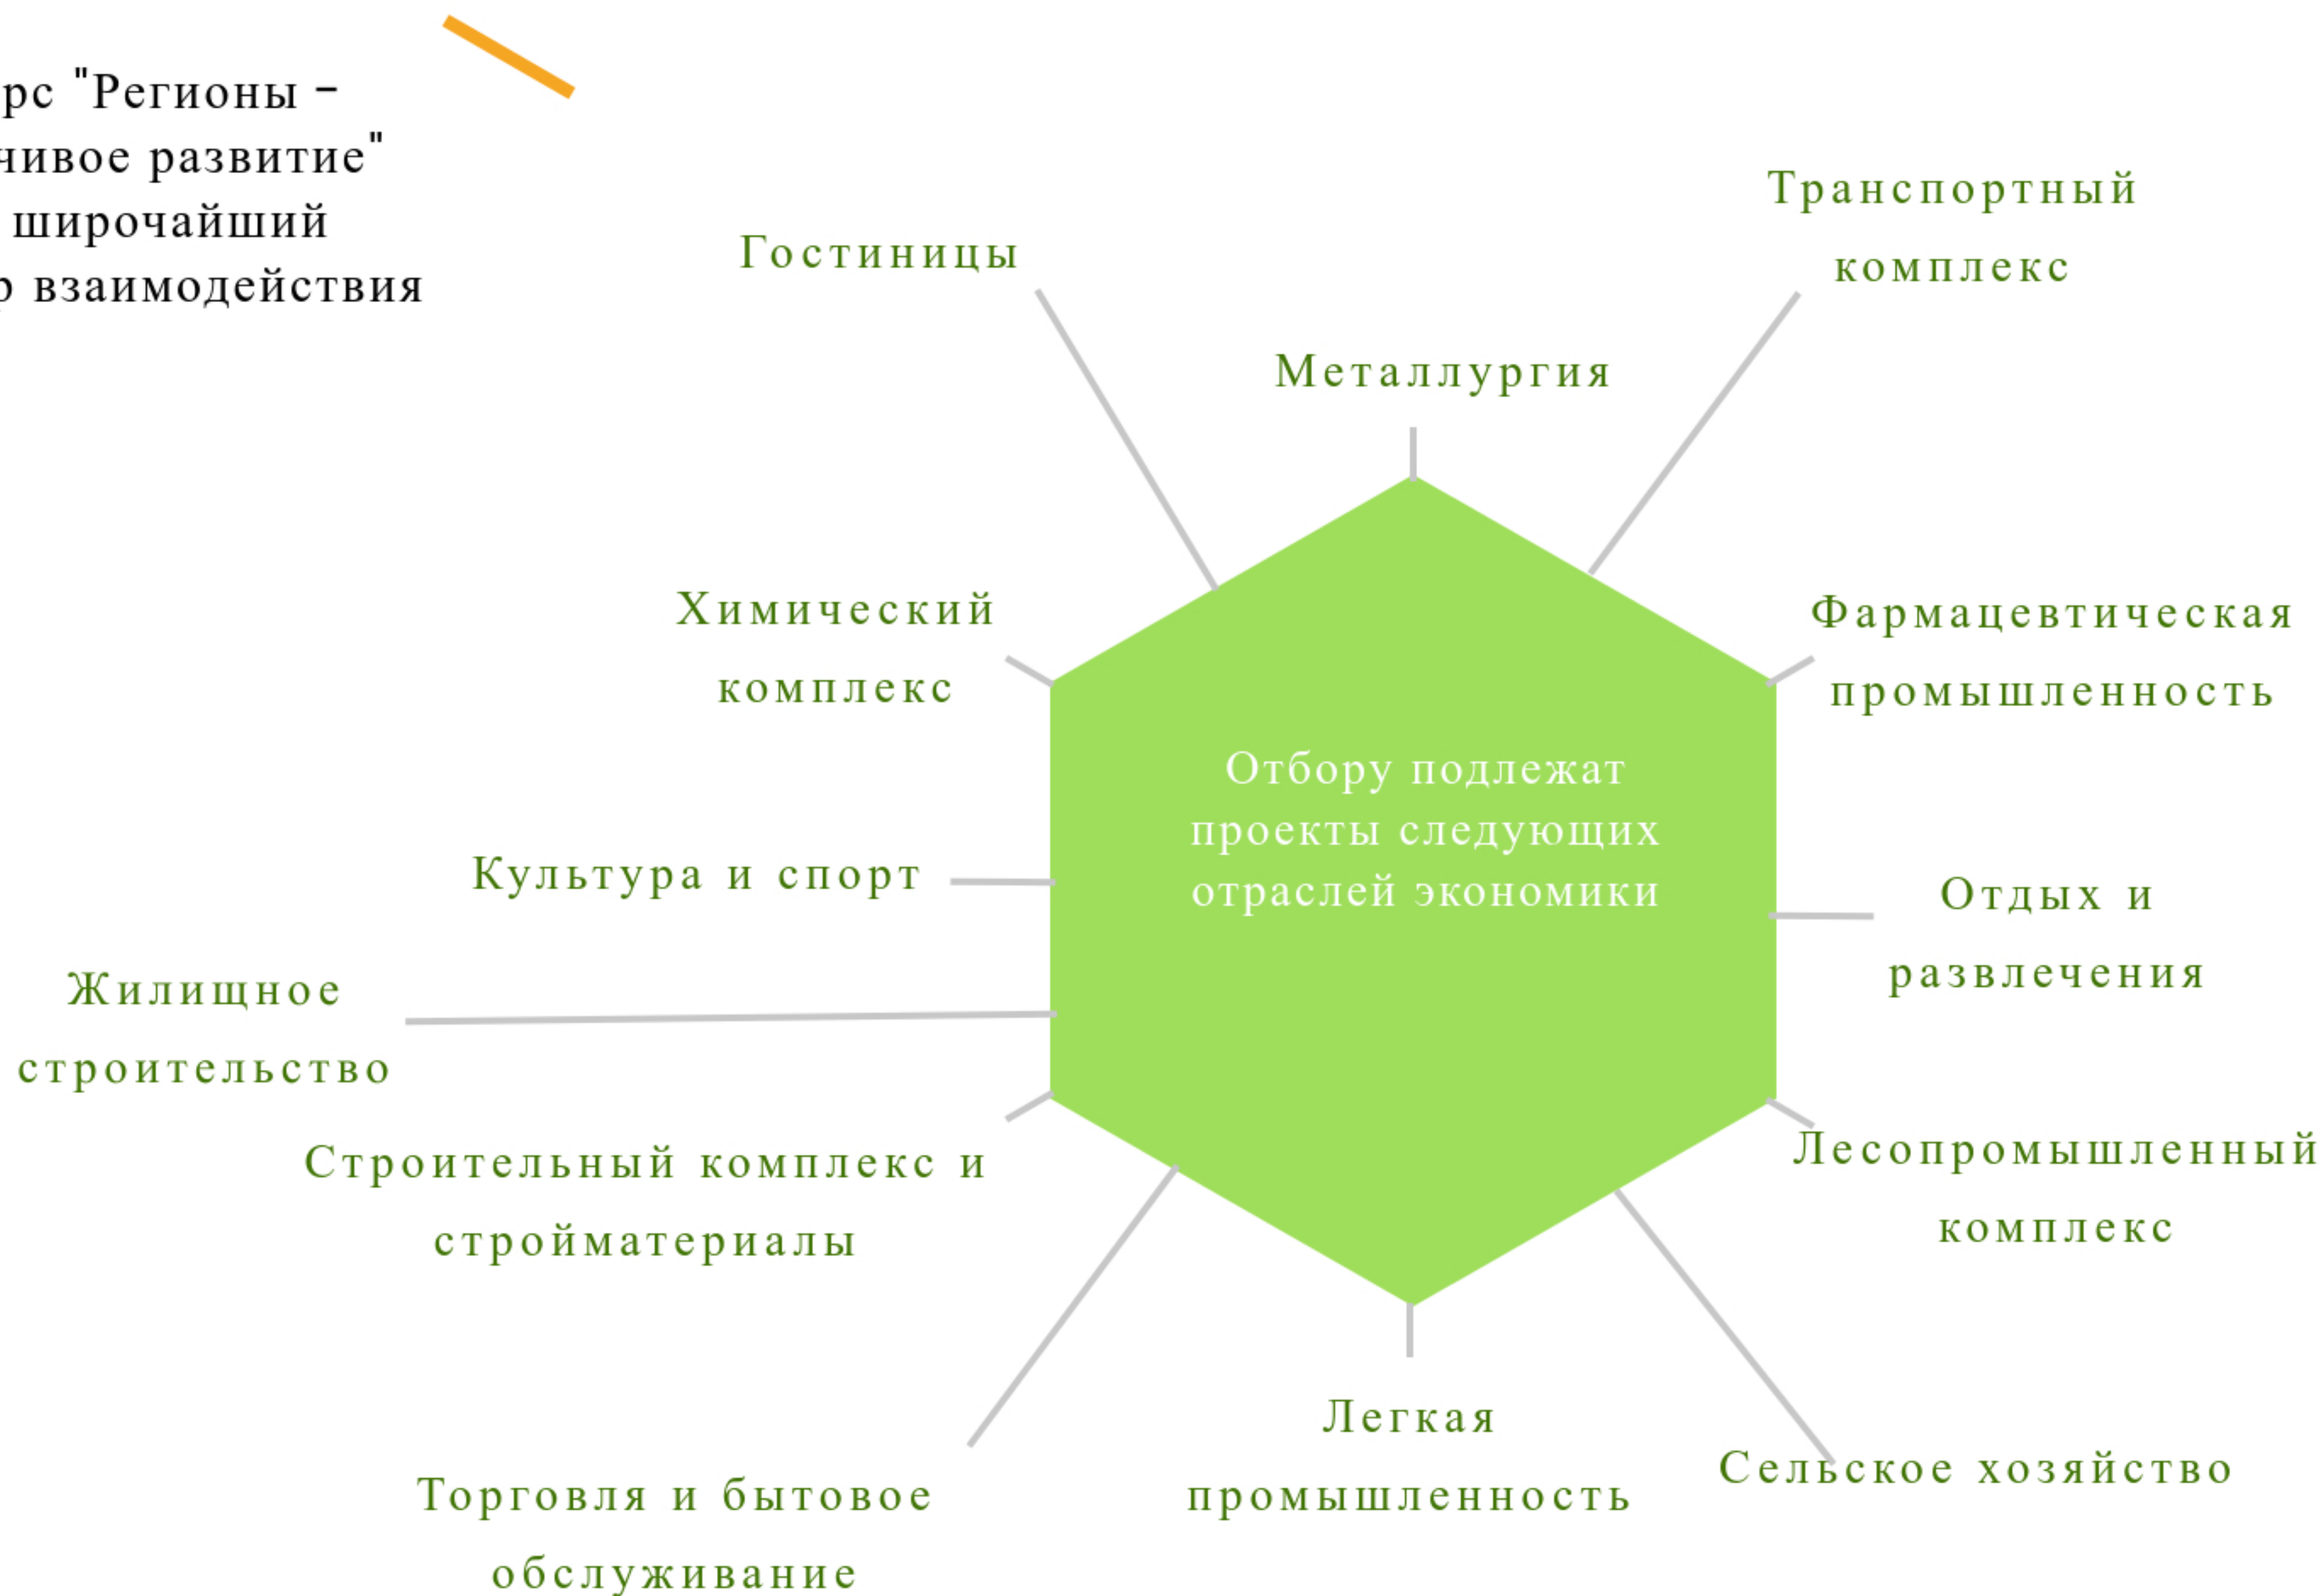 рс "Регионы –
чивое развитие"
широчайший
р взаимодействия
Гостиницы
Транспортный
комплекс
Металлургия
Химический
комплекс
Фармацевтическая
промышленность
Отбору подлежат
проекты следующих
отраслей экономики
Культура и спорт
Отдых и
развлечения
Жилищное
строительство
Строительный комплекс и
стройматериалы
Лесопромышленный
комплекс
Торговля и бытовое
обслуживание
Легкая
промышленность
Сельское хозяйство